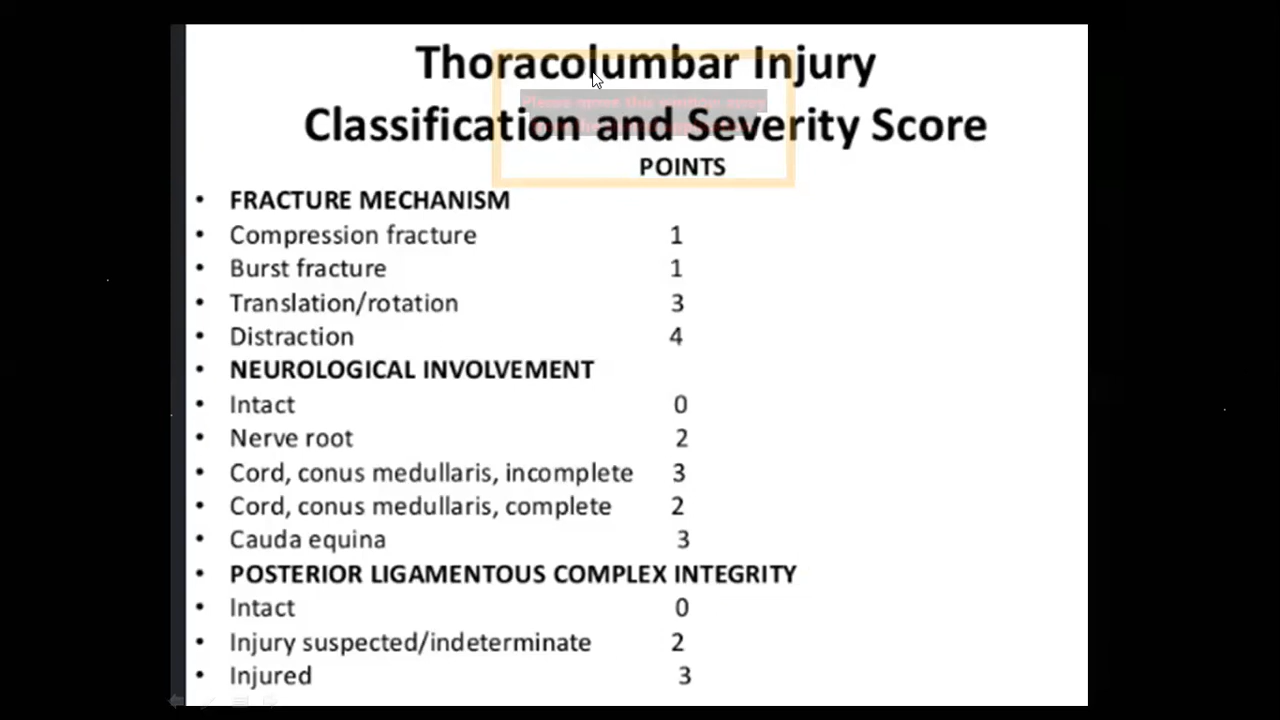 Thoracolumbar Injury
Classification and Severity Score
POINTS
• FRACTURE MECHANISM
• Compression fracture 1
• Burst fracture 1
• Translation/rotation 3
• Distraction 4
• NEUROLOGICAL INVOLVEMENT
• Intact 0
• Nerve root 2
• Cord, conus medullaris, incomplete 3
• Cord, conus medullaris, complete 2
• Cauda equina 3
• POSTERIOR LIGAMENTOUS COMPLEX INTEGRITY
• Intact 0
• Injury suspected/indeterminate 2
• Injured 3